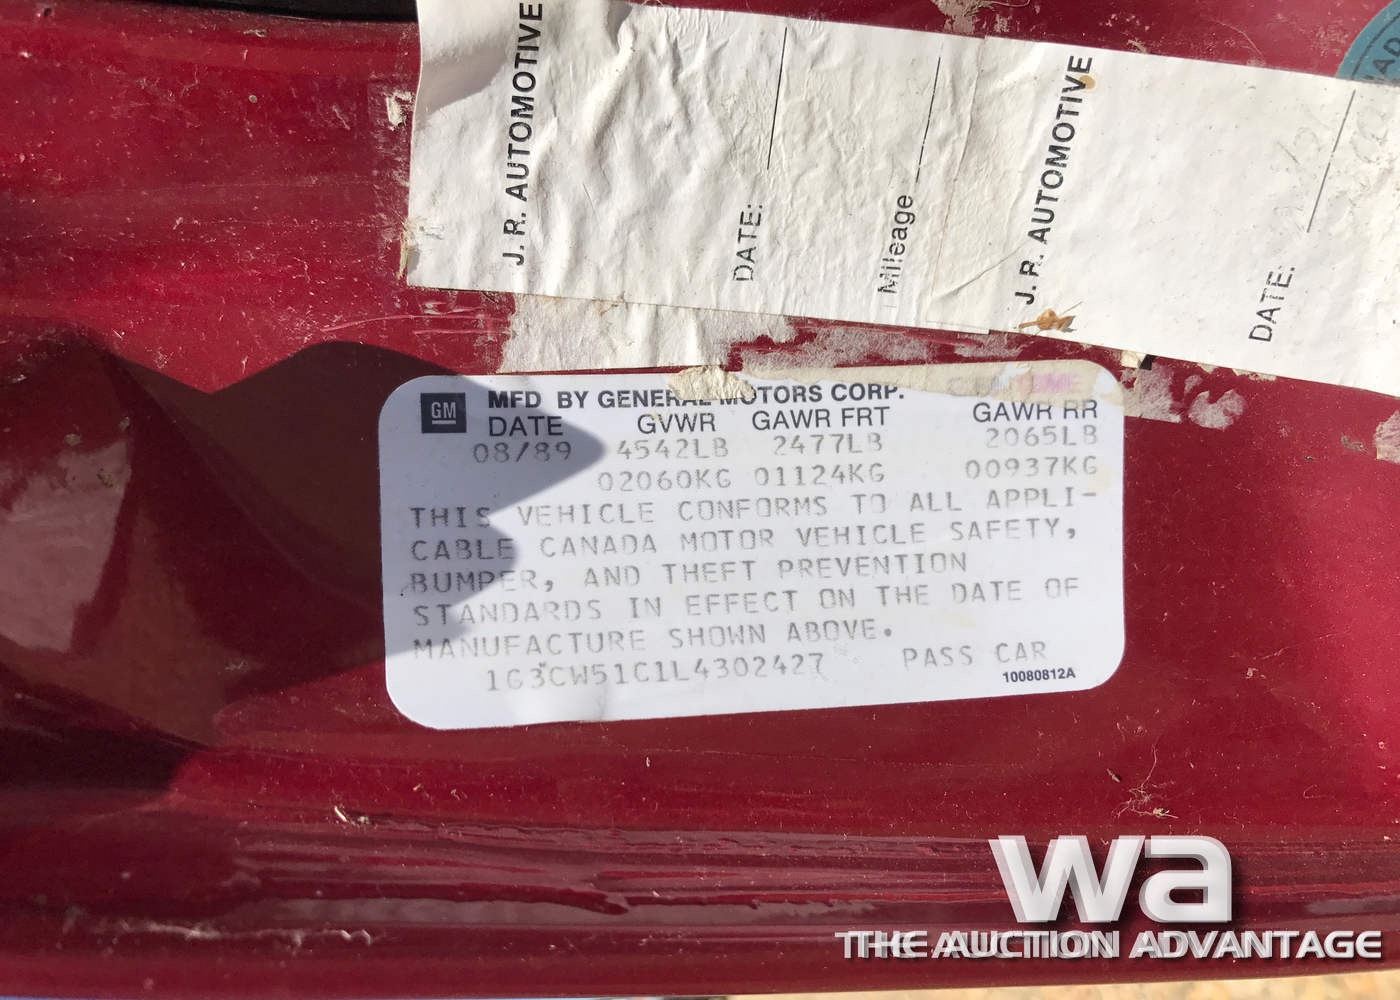 J. R. AUTOMOTIVE
DATE:
Mileage
J. R. AUTOMOTIVE
DATE:
GM
MFD BY GENERAL MOTORS CORP.
DATE GVWR GAWR FRT GAWR RR
08/89 4542LB 2477LB 2065LB
02060KG 01124KG 00937KG
THIS VEHICLE CONFORMS TO ALL APPLI-
CABLE CANADA MOTOR VEHICLE SAFETY,
BUMPER, AND THEFT PREVENTION
STANDARDS IN EFFECT ON THE DATE OF
MANUFACTURE SHOWN ABOVE.
1G3CW51C1L4302427 PASS CAR
10080812A
wa
THE AUCTION ADVANTAGE